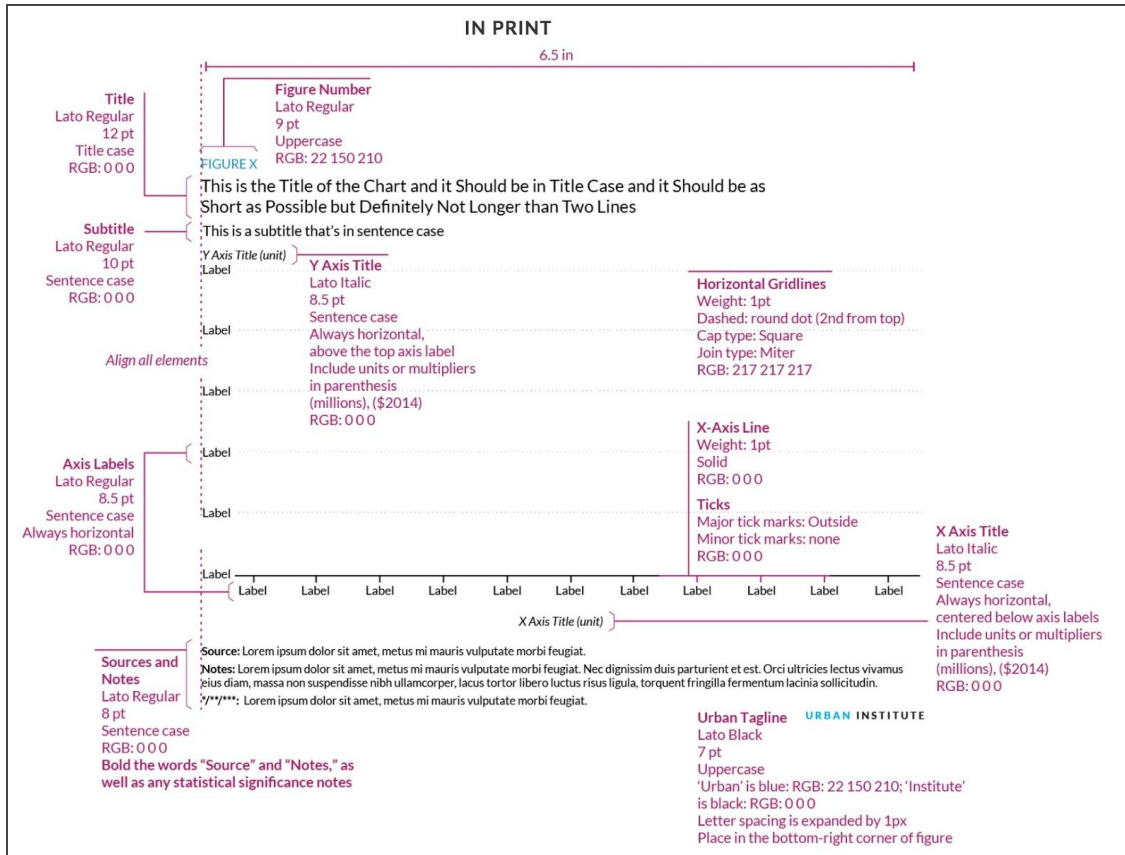 IN PRINT
6.5 in
Title
Lato Regular
12 pt
Title case
RGB: 0 0 0
Figure Number
Lato Regular
9 pt
Uppercase
RGB: 22 150 210
FIGURE X
This is the Title of the Chart and it Should be in Title Case and it Should be as
Short as Possible but Definitely Not Longer than Two Lines
Subtitle
Lato Regular
10 pt
Sentence case
RGB: 0 0 0
This is a subtitle that's in sentence case
Y Axis Title (unit)
Y Axis Title
Lato Italic
8.5 pt
Sentence case
Always horizontal,
above the top axis label
Include units or multipliers
in parenthesis
(millions), ($2014)
RGB: 0 0 0
Horizontal Gridlines
Weight: 1pt
Dashed: round dot (2nd from top)
Cap type: Square
Join type: Miter
RGB: 217 217 217
Label
Label
Label
Label
Label
Label
Align all elements
X-Axis Line
Weight: 1pt
Solid
RGB: 0 0 0
Ticks
Major tick marks: Outside
Minor tick marks: none
RGB: 0 0 0
Axis Labels
Lato Regular
8.5 pt
Sentence case
Always horizontal
RGB: 0 0 0
Label Label Label Label Label Label Label Label Label Label Label
X Axis Title (unit)
X Axis Title
Lato Italic
8.5 pt
Sentence case
Always horizontal,
centered below axis labels
Include units or multipliers
in parenthesis
(millions), ($2014)
RGB: 0 0 0
Source: Lorem ipsum dolor sit amet, metus mi mauris vulputate morbi feugiat.
Notes: Lorem ipsum dolor sit amet, metus mi mauris vulputate morbi feugiat. Nec dignissim duis parturient et est. Orci ultricies lectus vivamus
eius diam, massa non suspendisse nibh ullamcorper, lacus tortor libero luctus risus ligula, torquent fringilla fermentum lacinia sollicitudin.
*/**/***: Lorem ipsum dolor sit amet, metus mi mauris vulputate morbi feugiat.
Sources and
Notes
Lato Regular
8 pt
Sentence case
RGB: 0 0 0
Bold the words “Source” and “Notes,” as
well as any statistical significance notes
URBAN INSTITUTE
Urban Tagline
Lato Black
7 pt
Uppercase
‘Urban’ is blue: RGB: 22 150 210; ‘Institute’
is black: RGB: 0 0 0
Letter spacing is expanded by 1px
Place in the bottom-right corner of figure